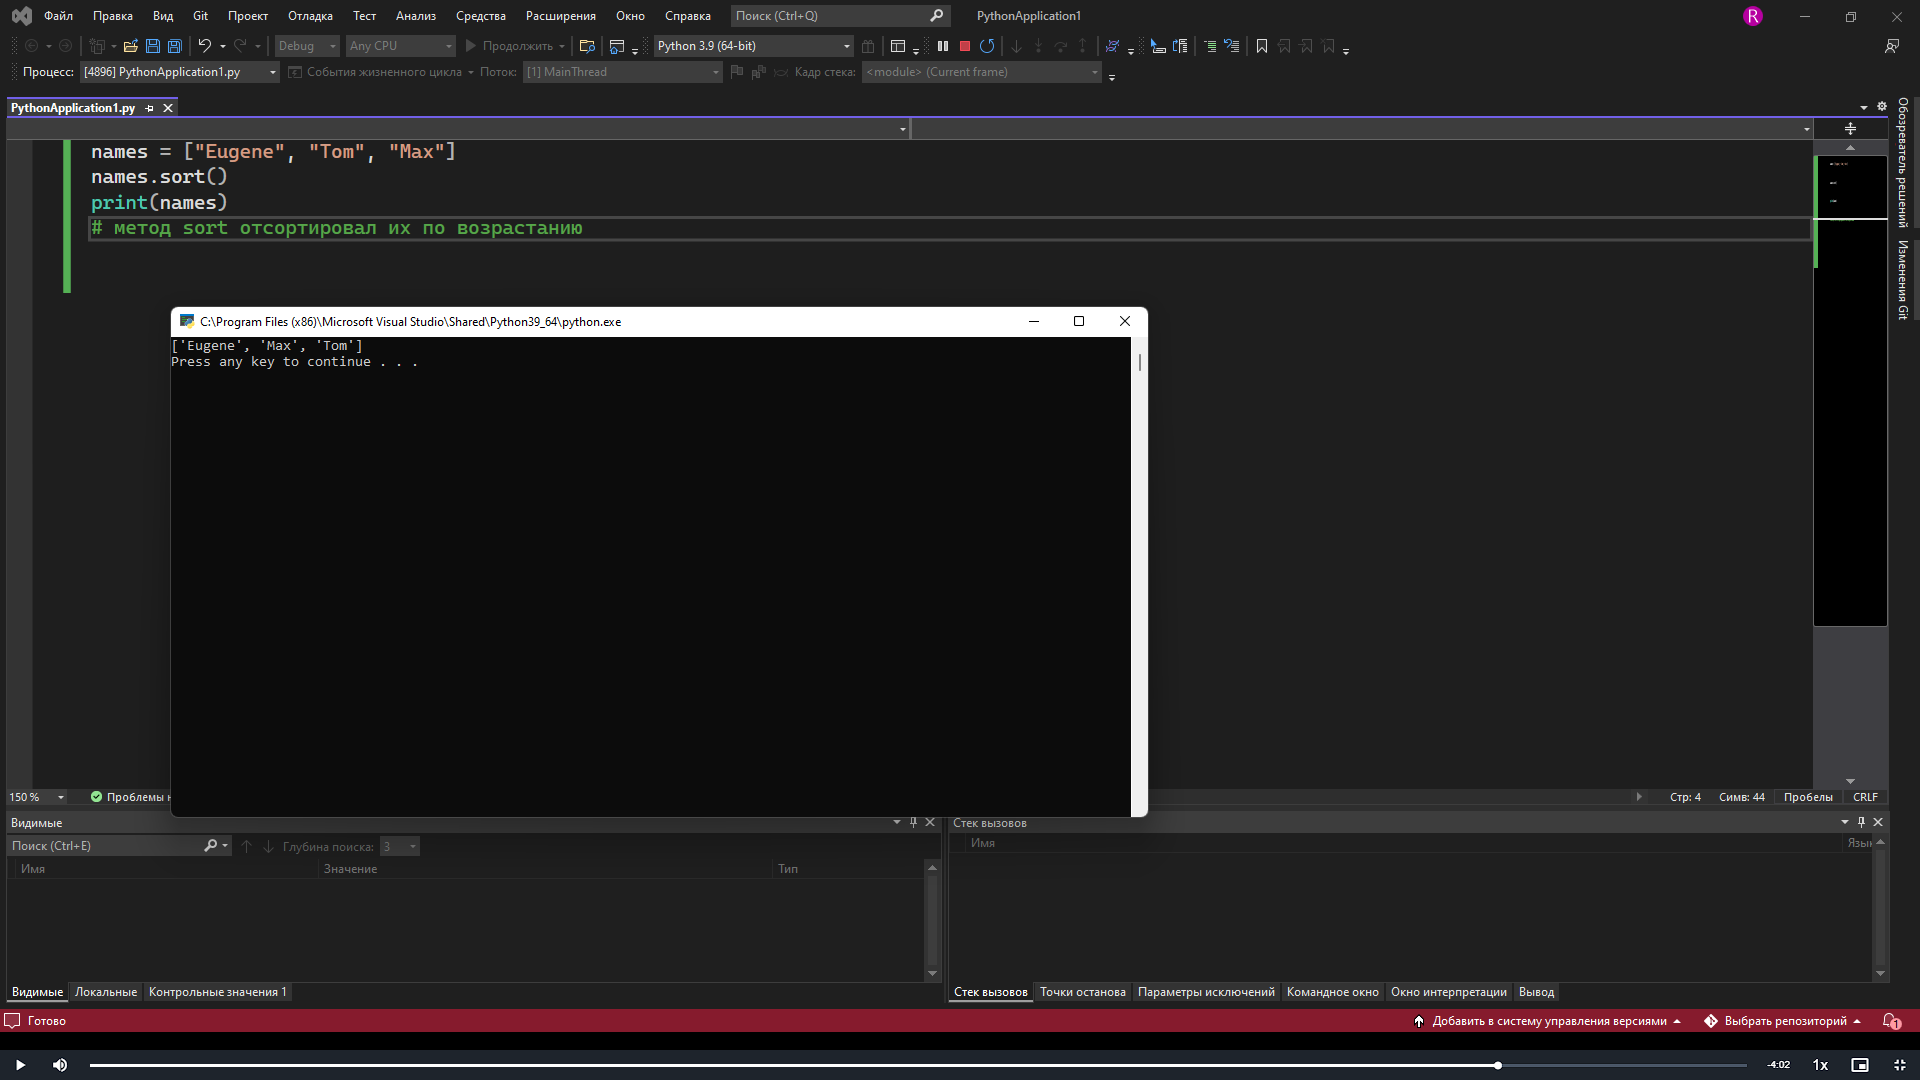 Файл Правка Вид Git Проект Отладка Тест Анализ Средства Расширения Окно Справка Поиск (Ctrl+Q) PythonApplication1 R
Debug Any CPU Продолжить Python 3.9 (64-bit)
Процесс: [4896] PythonApplication1.py События жизненного цикла Поток: [1] MainThread Кадр стека: <module> (Current frame)
PythonApplication1.py
Обозреватель решений
Изменения Git
names = ["Eugene", "Tom", "Max"]
names.sort()
print(names)
# метод sort отсортировал их по возрастанию
C:\Program Files (x86)\Microsoft Visual Studio\Shared\Python39_64\python.exe
['Eugene', 'Max', 'Tom']
Press any key to continue . . .
150 % Проблемы Стр: 4 Симв: 44 Пробелы CRLF
Видимые
Поиск (Ctrl+E) Глубина поиска: 3
Имя Значение Тип
Видимые Локальные Контрольные значения 1
Стек вызовов
Имя
Стек вызовов Точки останова Параметры исключений Командное окно Окно интерпретации Вывод
Готово Добавить в систему управления версиями Выбрать репозиторий 1
-4:02 1x